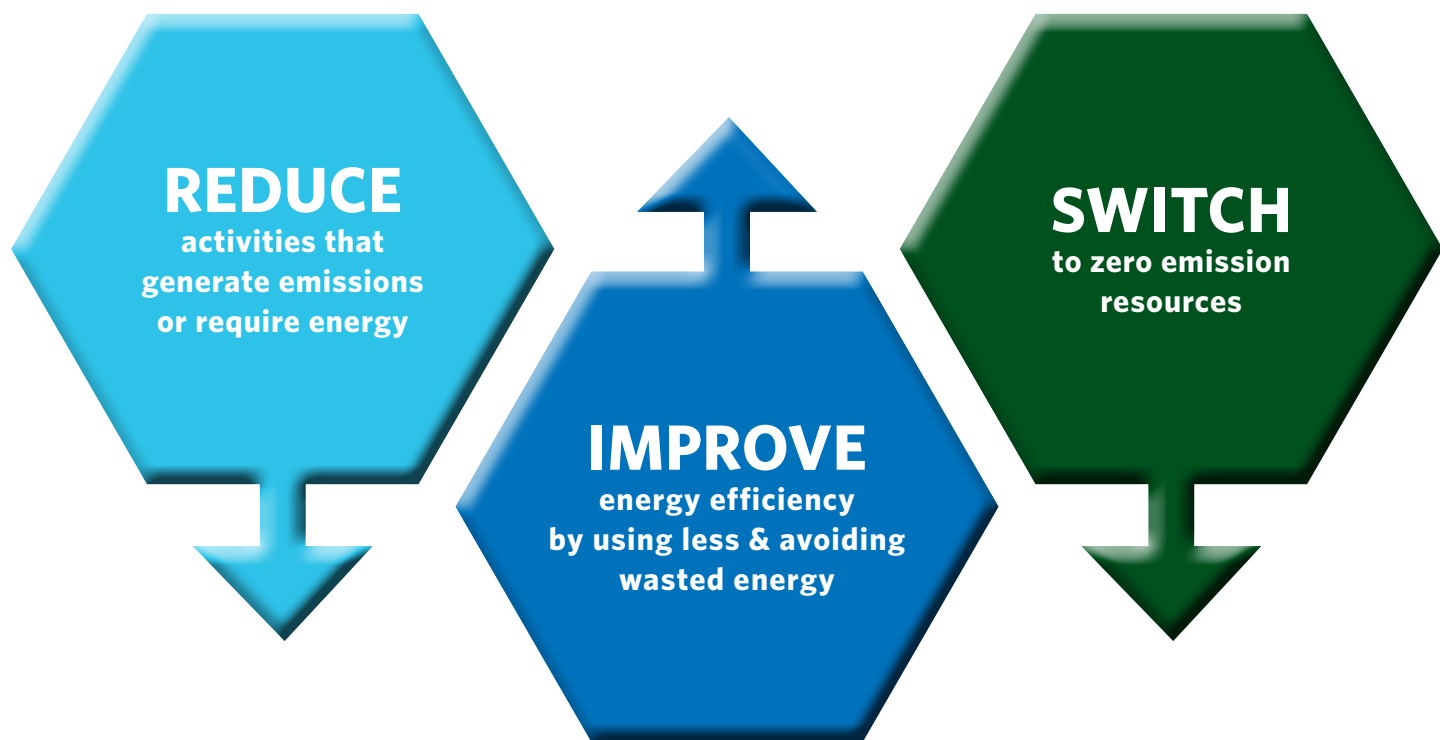 REDUCE
activities that
generate emissions
or require energy
IMPROVE
energy efficiency
by using less & avoiding
wasted energy
SWITCH
to zero emission
resources